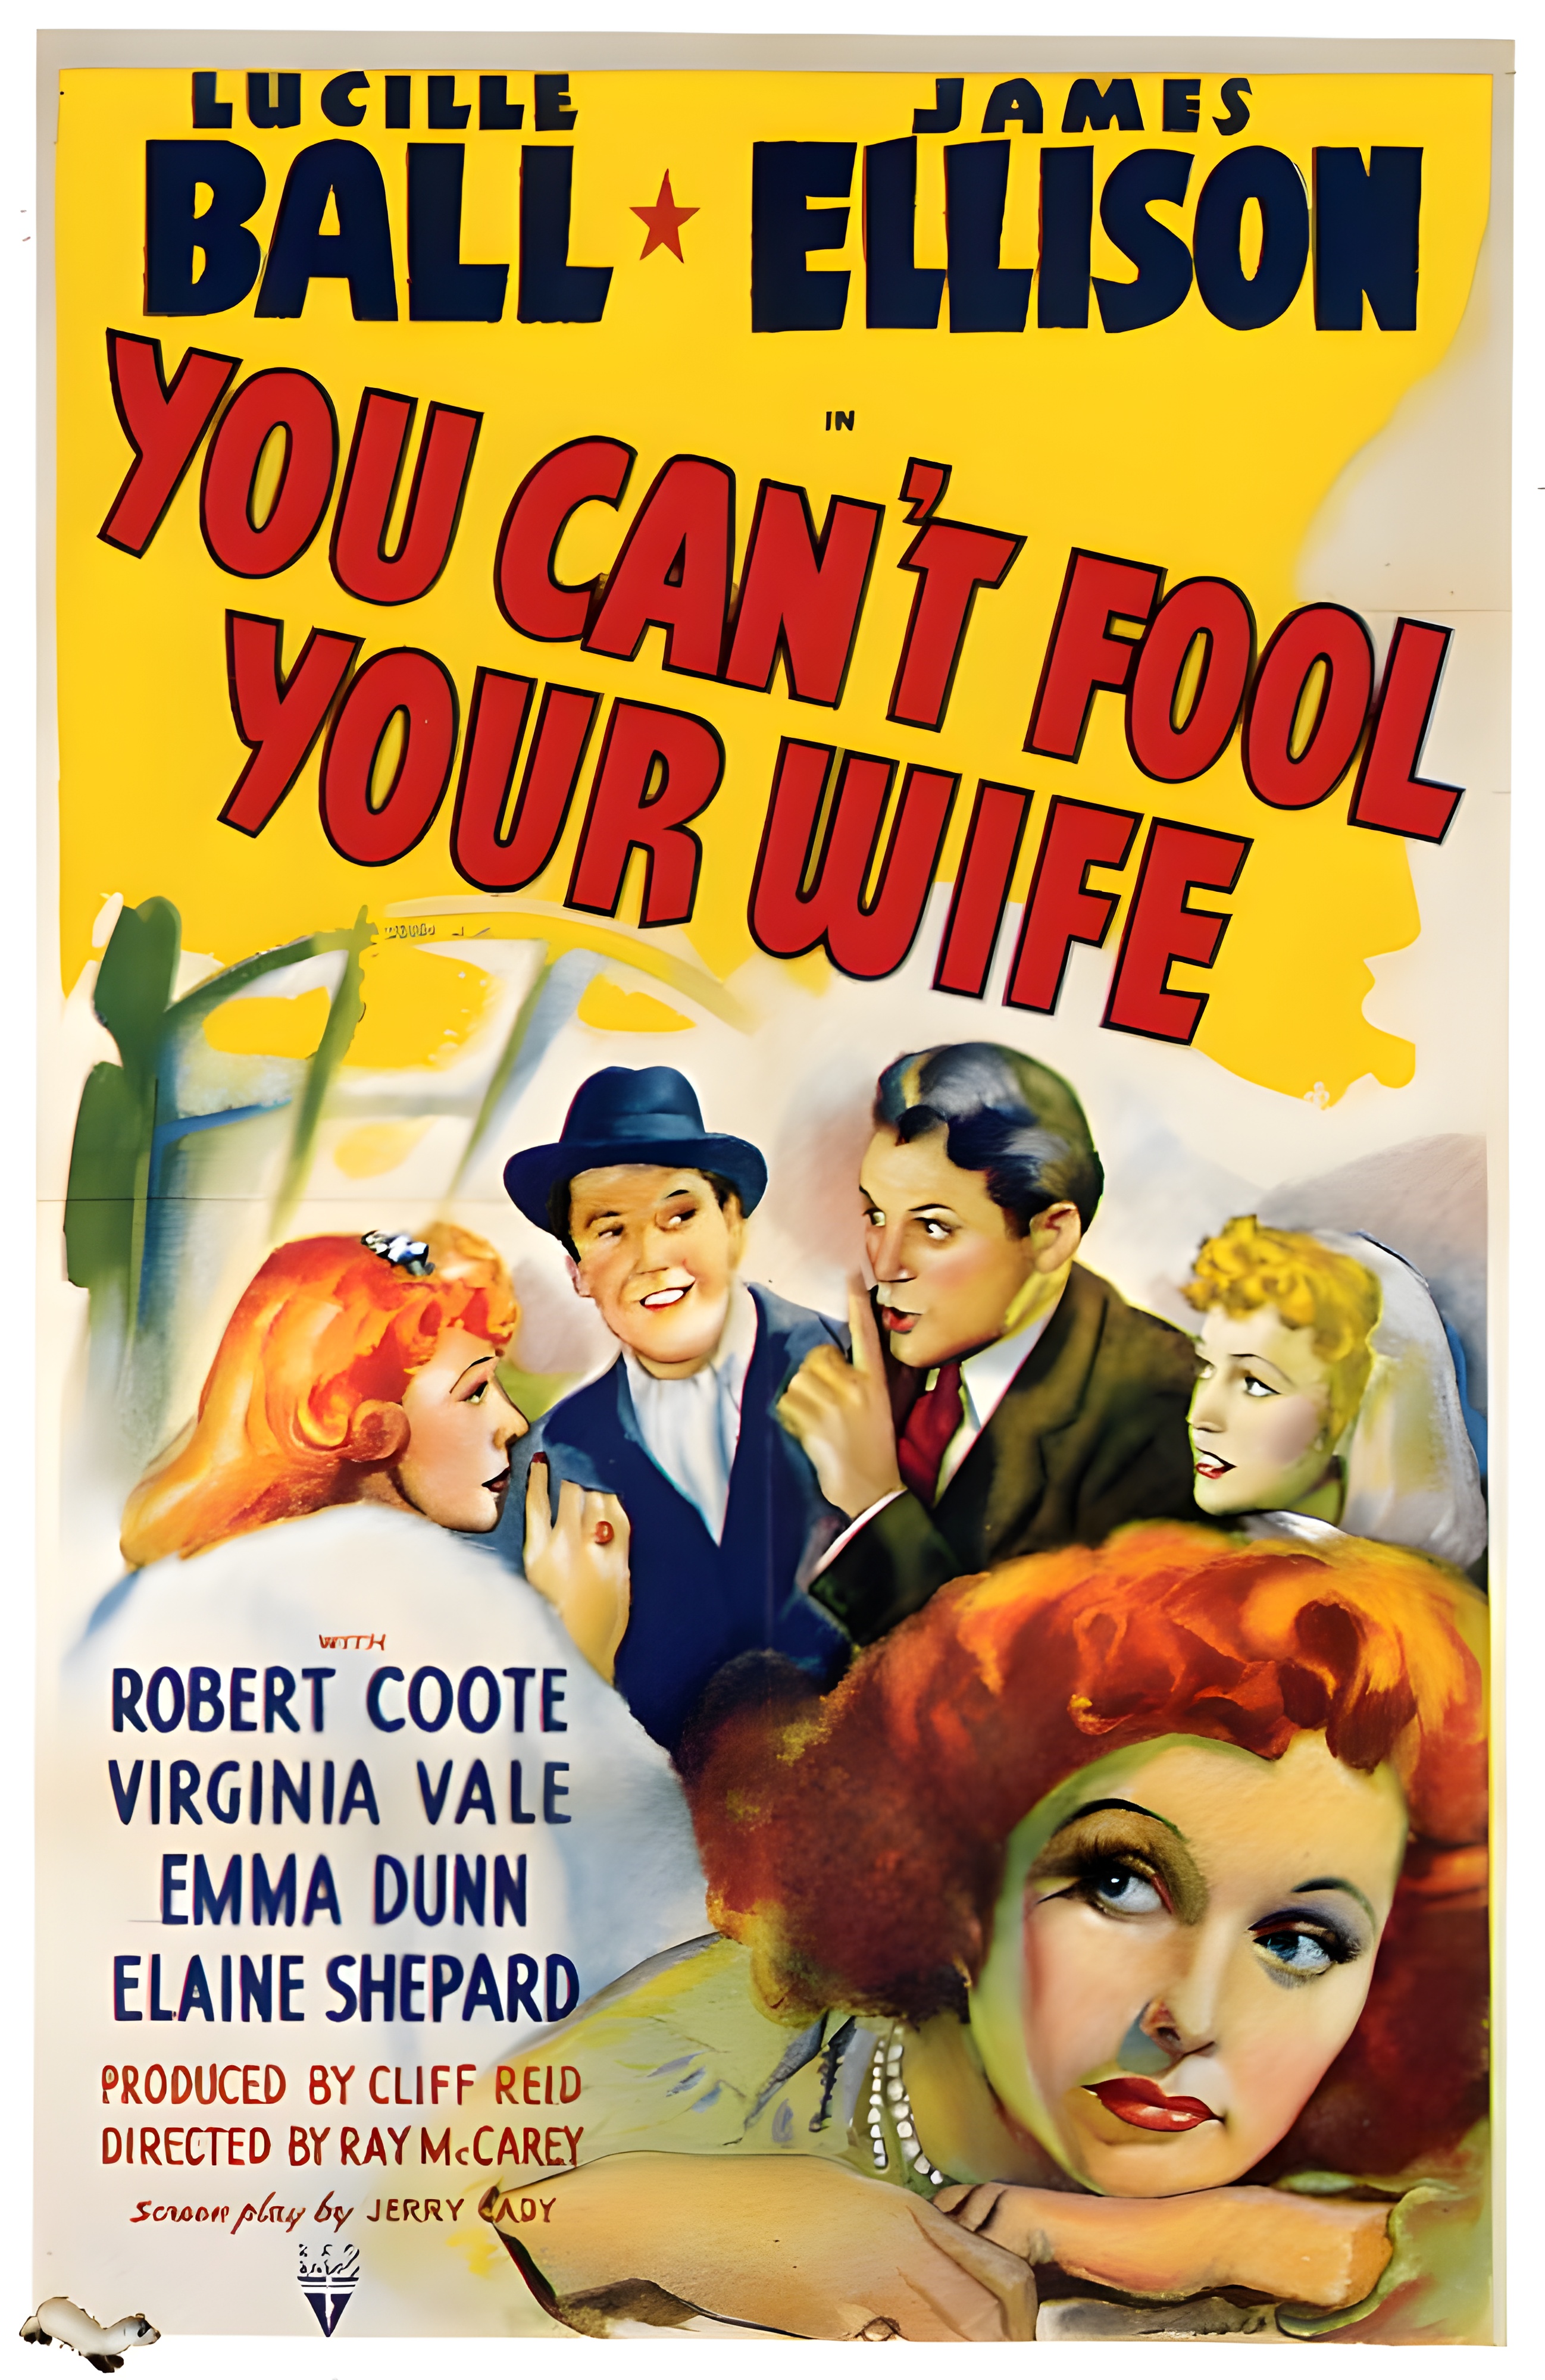 LUCILLE
BALL
JAMES
ELLISON
IN
YOU CAN'T FOOL
YOUR WIFE
WITH
ROBERT COOTE
VIRGINIA VALE
EMMA DUNN
ELAINE SHEPARD
PRODUCED BY CLIFF REID
DIRECTED BY RAY McCAREY
Screen play by JERRY CADY